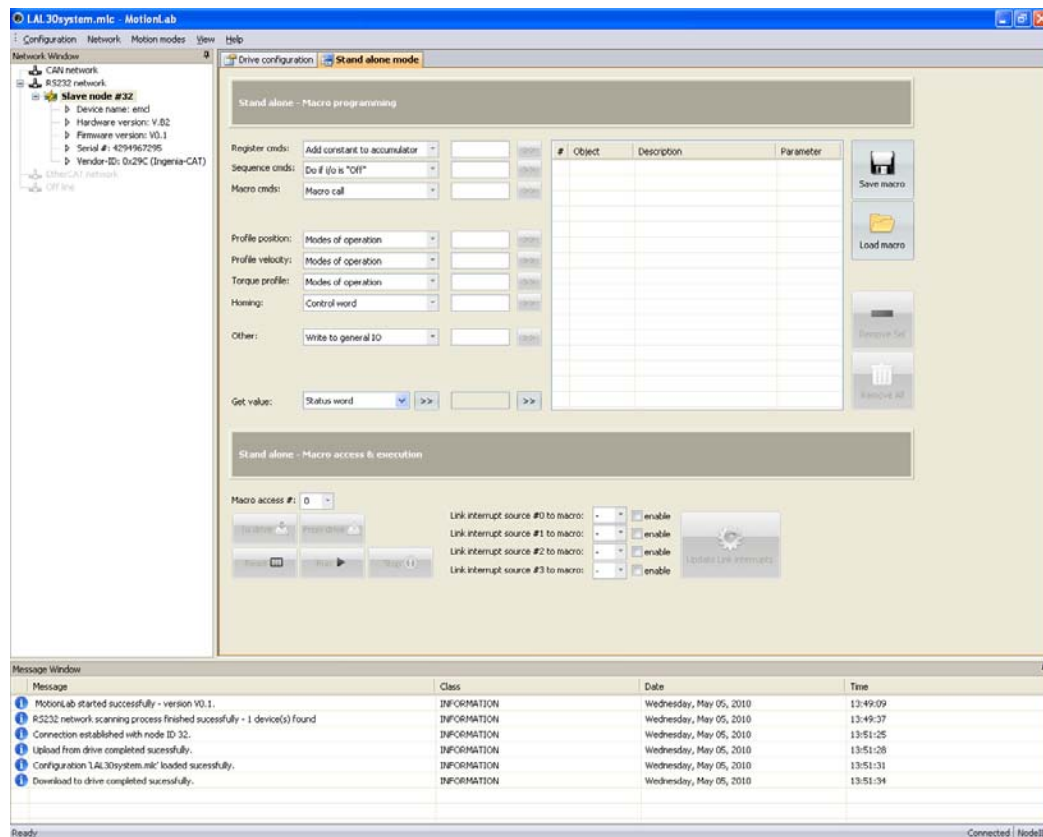 LAL30system.mlc - MotionLab
Configuration Network Motion modes View Help
Network Window
CAN network
RS232 network
Slave node #32
Device name: emcl
Hardware version: V.B2
Firmware version: V0.1
Serial #: 4294967295
Vendor-ID: 0x29C (Ingenia-CAT)
EtherCAT network
Off line
Drive configuration
Stand alone mode
Stand alone - Macro programming
Register cmds: Add constant to accumulator
Sequence cmds: Do if i/o is "Off"
Macro cmds: Macro call
Profile position: Modes of operation
Profile velocity: Modes of operation
Torque profile: Modes of operation
Homing: Control word
Other: Write to general IO
Get value: Status word >> >>
# Object Description Parameter
Save macro
Load macro
Remove Sel
Remove All
Stand alone - Macro access & execution
Macro access #: 0
To drive From drive
Reset Play Stop
Link interrupt source #0 to macro: - enable
Link interrupt source #1 to macro: - enable
Link interrupt source #2 to macro: - enable
Link interrupt source #3 to macro: - enable
Update Link interrupts
Message Window
Message Class Date Time
MotionLab started successfully - version V0.1. INFORMATION Wednesday, May 05, 2010 13:49:09
RS232 network scanning process finished sucessfully - 1 device(s) found INFORMATION Wednesday, May 05, 2010 13:49:37
Connection established with node ID 32. INFORMATION Wednesday, May 05, 2010 13:51:25
Upload from drive completed sucessfully. INFORMATION Wednesday, May 05, 2010 13:51:28
Configuration 'LAL30system.mlc' loaded sucessfully. INFORMATION Wednesday, May 05, 2010 13:51:31
Download to drive completed sucessfully. INFORMATION Wednesday, May 05, 2010 13:51:34
Ready Connected